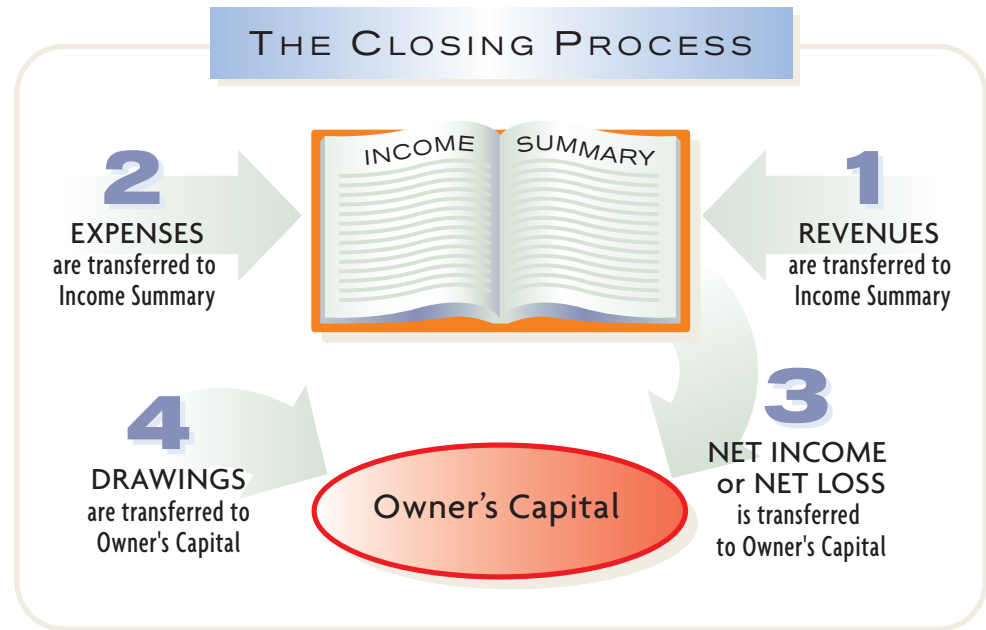 THE CLOSING PROCESS
INCOME SUMMARY
1
REVENUES
are transferred to
Income Summary
2
EXPENSES
are transferred to
Income Summary
3
NET INCOME
or NET LOSS
is transferred
to Owner's Capital
4
DRAWINGS
are transferred to
Owner's Capital
Owner's Capital